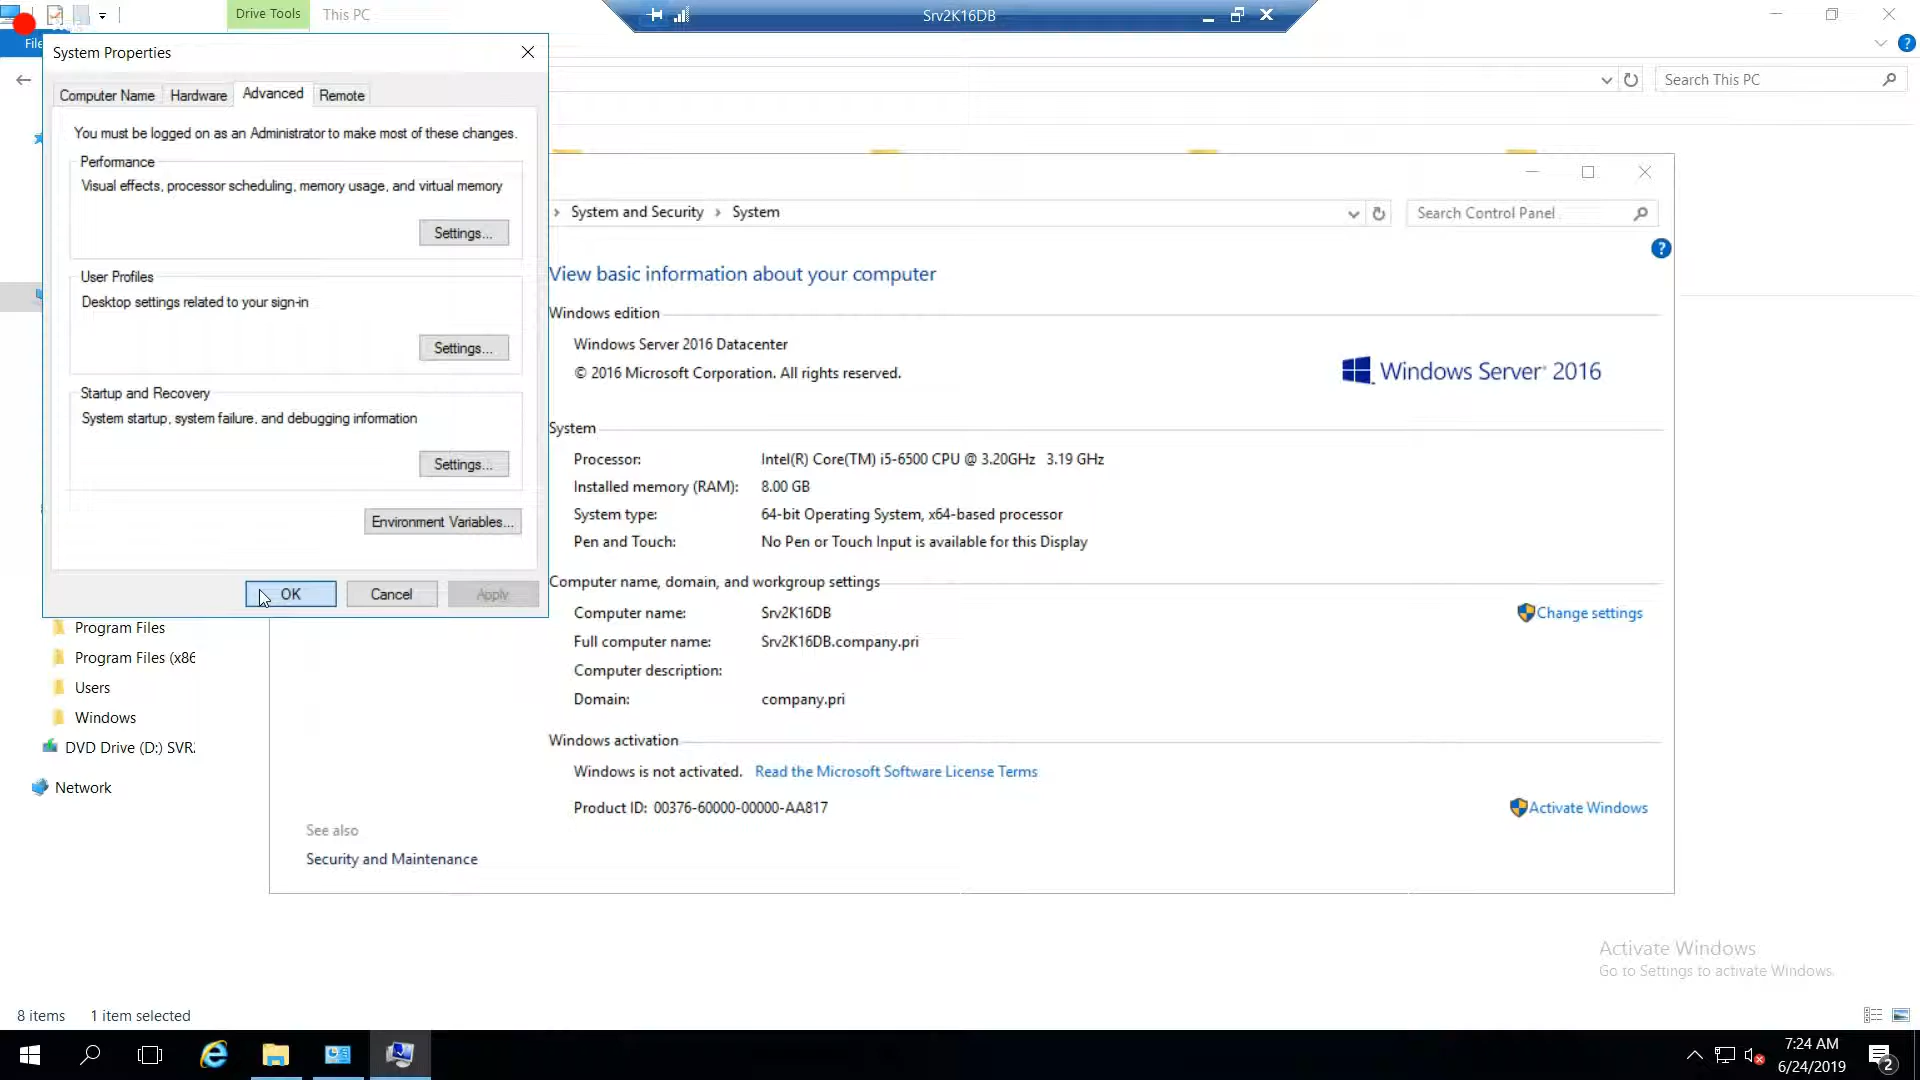 Drive Tools
This PC
Srv2K16DB
File
System Properties
Search This PC
Computer Name
Hardware
Advanced
Remote
You must be logged on as an Administrator to make most of these changes.
Performance
Visual effects, processor scheduling, memory usage, and virtual memory
Settings...
User Profiles
Desktop settings related to your sign-in
Settings...
Startup and Recovery
System startup, system failure, and debugging information
Settings...
Environment Variables...
OK
Cancel
Apply
System and Security
System
Search Control Panel
View basic information about your computer
Windows edition
Windows Server 2016 Datacenter
© 2016 Microsoft Corporation. All rights reserved.
Windows Server® 2016
System
Processor: Intel(R) Core(TM) i5-6500 CPU @ 3.20GHz 3.19 GHz
Installed memory (RAM): 8.00 GB
System type: 64-bit Operating System, x64-based processor
Pen and Touch: No Pen or Touch Input is available for this Display
Computer name, domain, and workgroup settings
Computer name: Srv2K16DB
Change settings
Full computer name: Srv2K16DB.company.pri
Computer description:
Domain: company.pri
Windows activation
Windows is not activated. Read the Microsoft Software License Terms
Product ID: 00376-60000-00000-AA817
Activate Windows
See also
Security and Maintenance
Program Files
Program Files (x86
Users
Windows
DVD Drive (D:) SVR
Network
Activate Windows
Go to Settings to activate Windows.
8 items
1 item selected
7:24 AM
6/24/2019
2